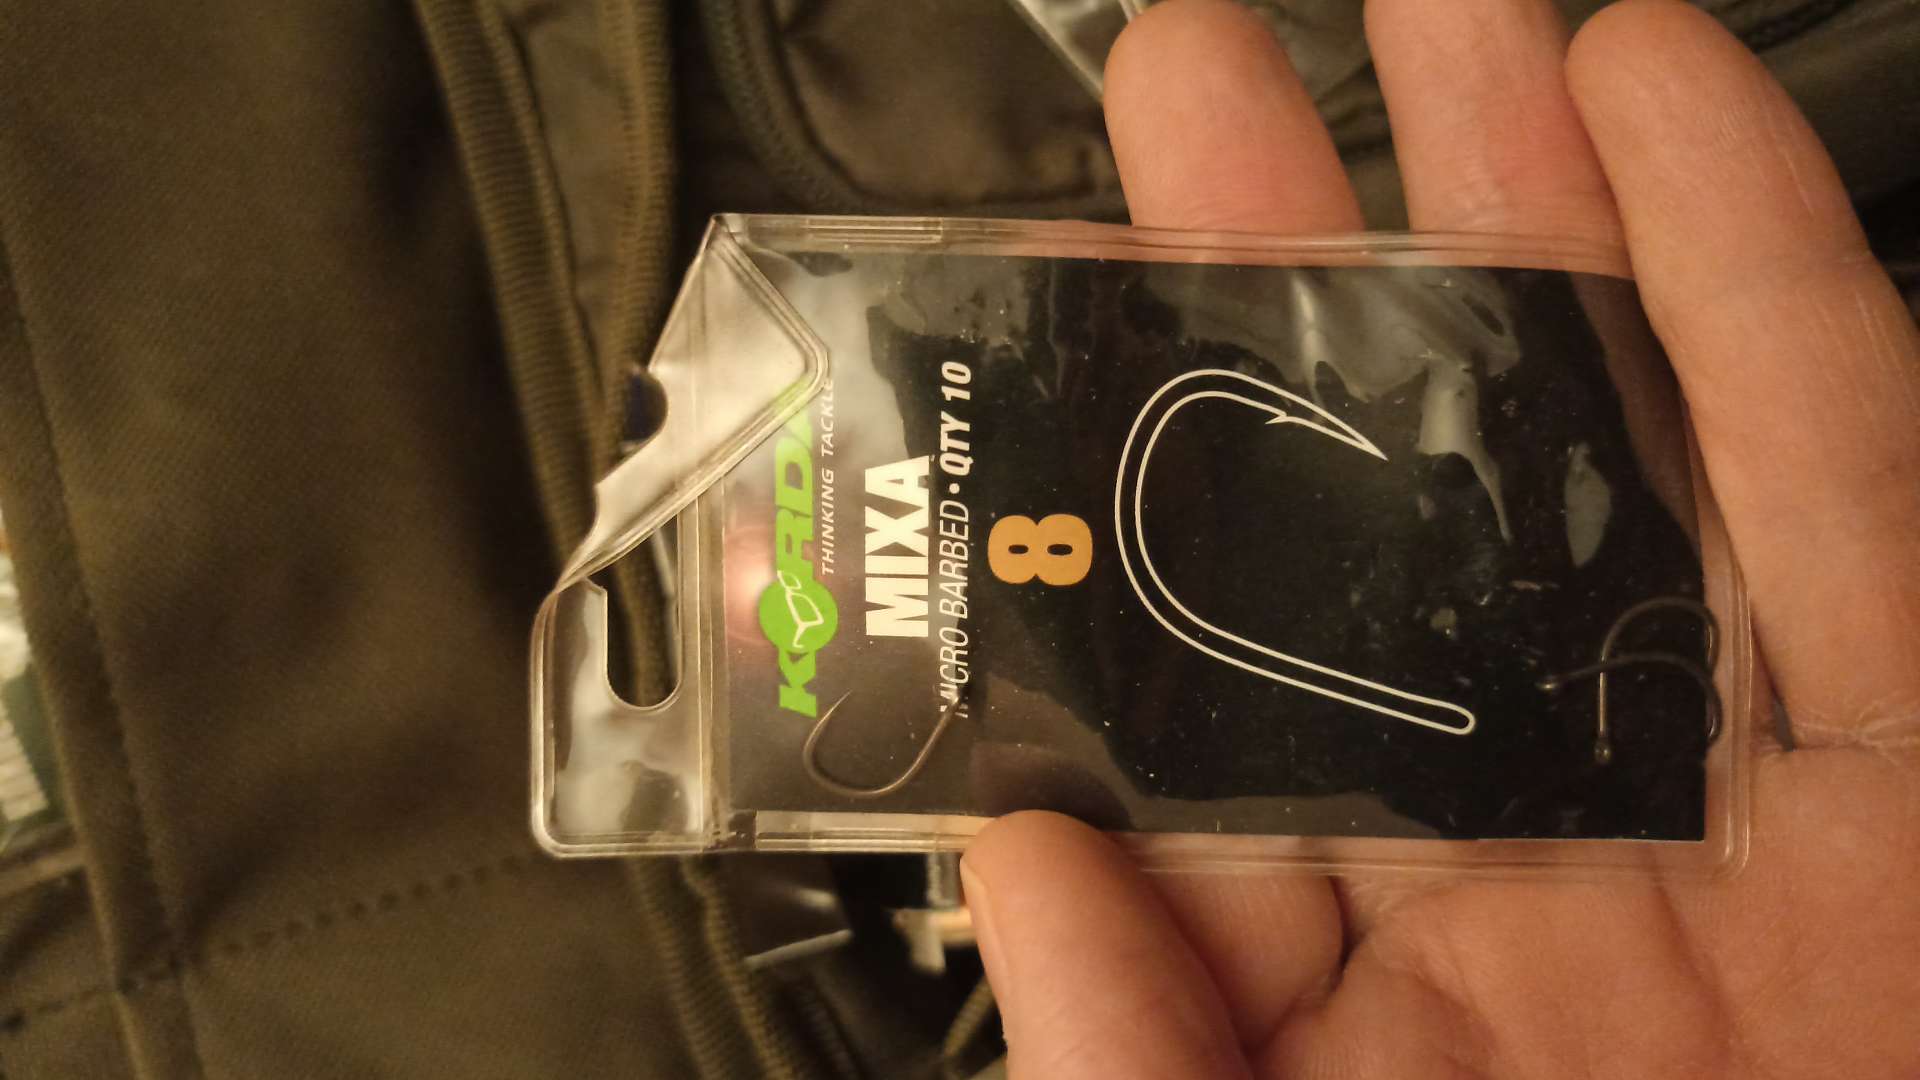 KORDA
THINKING TACKLE
MIXA
MICRO BARBED • QTY 10
8